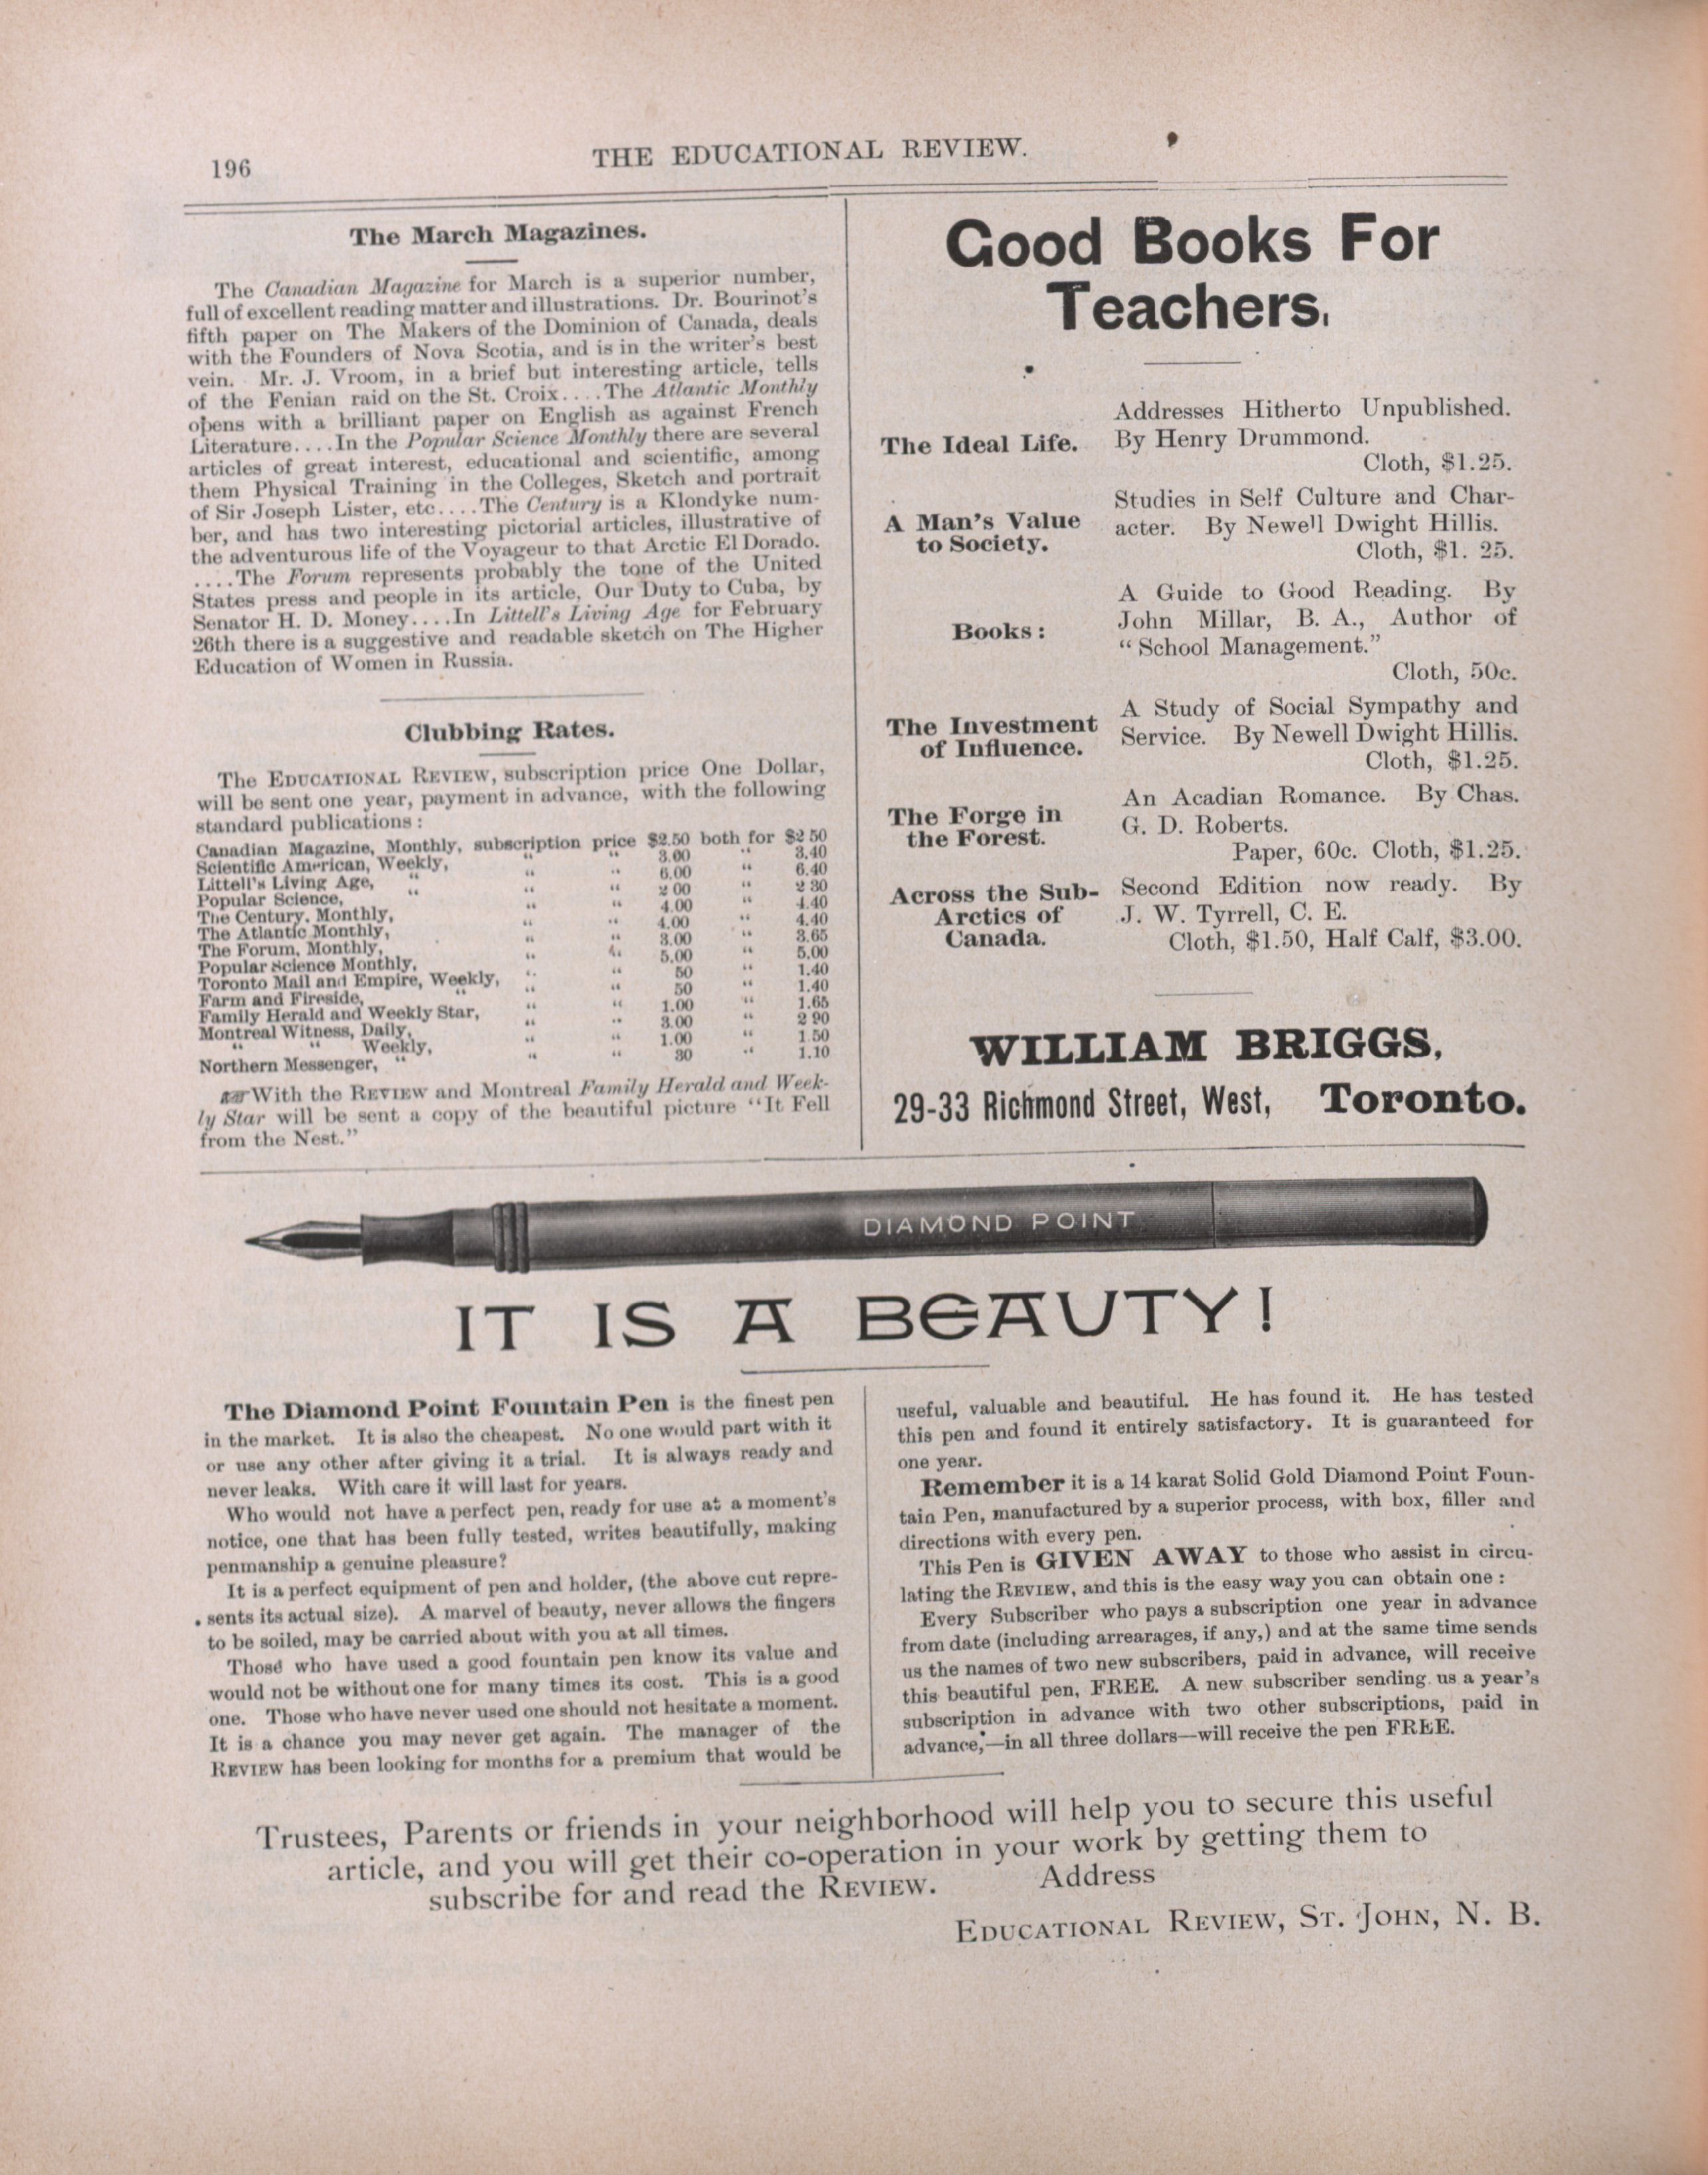 196
THE EDUCATIONAL REVIEW.
The March Magazines.
The Canadian Magazine for March is a superior number,
full of excellent reading matter and illustrations. Dr. Bourinot's
fifth paper on The Makers of the Dominion of Canada, deals
with the Founders of Nova Scotia, and is in the writer's best
vein. Mr. J. Vroom, in a brief but interesting article, tells
of the Fenian raid on the St. Croix....The Atlantic Monthly
opens with a brilliant paper on English as against French
Literature....In the Popular Science Monthly there are several
articles of great interest, educational and scientific, among
them Physical Training in the Colleges, Sketch and portrait
of Sir Joseph Lister, etc....The Century is a Klondyke num-
ber, and has two interesting pictorial articles, illustrative of
the adventurous life of the Voyageur to that Arctic El Dorado.
....The Forum represents probably the tone of the United
States press and people in its article, Our Duty to Cuba, by
Senator H. D. Money....In Littell's Living Age for February
26th there is a suggestive and readable sketch on The Higher
Education of Women in Russia.
Clubbing Rates.
The EDUCATIONAL REVIEW, subscription price One Dollar,
will be sent one year, payment in advance, with the following
standard publications:
Canadian Magazine, Monthly, subscription price $2.50 both for $2 50
Scientific American, Weekly, " " 3.00 " 3.40
Littell's Living Age, " " " 6.00 " 6.40
Popular Science, " " " 2 00 " 2 30
The Century, Monthly, " " 4.00 " 4.40
The Atlantic Monthly, " " 4.00 " 4.40
The Forum, Monthly, " " 3.00 " 3.65
Popular Science Monthly, " " 5.00 " 5.00
Toronto Mail and Empire, Weekly, " " 50 " 1.40
Farm and Fireside, " " " 50 " 1.40
Family Herald and Weekly Star, " " 1.00 " 1.65
Montreal Witness, Daily, " " 3.00 " 2 90
" " Weekly, " " 1.00 " 1.50
Northern Messenger, " " " 30 " 1.10
With the REVIEW and Montreal Family Herald and Week-
ly Star will be sent a copy of the beautiful picture "It Fell
from the Nest."
Good Books For
Teachers.
The Ideal Life.
Addresses Hitherto Unpublished.
By Henry Drummond.
Cloth, $1.25.
A Man's Value
to Society.
Studies in Self Culture and Char-
acter. By Newell Dwight Hillis.
Cloth, $1. 25.
Books:
A Guide to Good Reading. By
John Millar, B. A., Author of
"School Management."
Cloth, 50c.
The Investment
of Influence.
A Study of Social Sympathy and
Service. By Newell Dwight Hillis.
Cloth, $1.25.
The Forge in
the Forest.
An Acadian Romance. By Chas.
G. D. Roberts.
Paper, 60c. Cloth, $1.25.
Across the Sub-
Arctics of
Canada.
Second Edition now ready. By
J. W. Tyrrell, C. E.
Cloth, $1.50, Half Calf, $3.00.
WILLIAM BRIGGS,
29-33 Richmond Street, West, Toronto.
DIAMOND POINT
IT IS A BEAUTY!
The Diamond Point Fountain Pen is the finest pen
in the market. It is also the cheapest. No one would part with it
or use any other after giving it a trial. It is always ready and
never leaks. With care it will last for years.
Who would not have a perfect pen, ready for use at a moment's
notice, one that has been fully tested, writes beautifully, making
penmanship a genuine pleasure?
It is a perfect equipment of pen and holder, (the above cut repre-
sents its actual size). A marvel of beauty, never allows the fingers
to be soiled, may be carried about with you at all times.
Those who have used a good fountain pen know its value and
would not be without one for many times its cost. This is a good
one. Those who have never used one should not hesitate a moment.
It is a chance you may never get again. The manager of the
REVIEW has been looking for months for a premium that would be
useful, valuable and beautiful. He has found it. He has tested
this pen and found it entirely satisfactory. It is guaranteed for
one year.
Remember it is a 14 karat Solid Gold Diamond Point Foun-
tain Pen, manufactured by a superior process, with box, filler and
directions with every pen.
This Pen is GIVEN AWAY to those who assist in circu-
lating the REVIEW, and this is the easy way you can obtain one:
Every Subscriber who pays a subscription one year in advance
from date (including arrearages, if any,) and at the same time sends
us the names of two new subscribers, paid in advance, will receive
this beautiful pen, FREE. A new subscriber sending us a year's
subscription in advance with two other subscriptions, paid in
advance,—in all three dollars—will receive the pen FREE.
Trustees, Parents or friends in your neighborhood will help you to secure this useful
article, and you will get their co-operation in your work by getting them to
subscribe for and read the REVIEW. Address
EDUCATIONAL REVIEW, ST. JOHN, N. B.